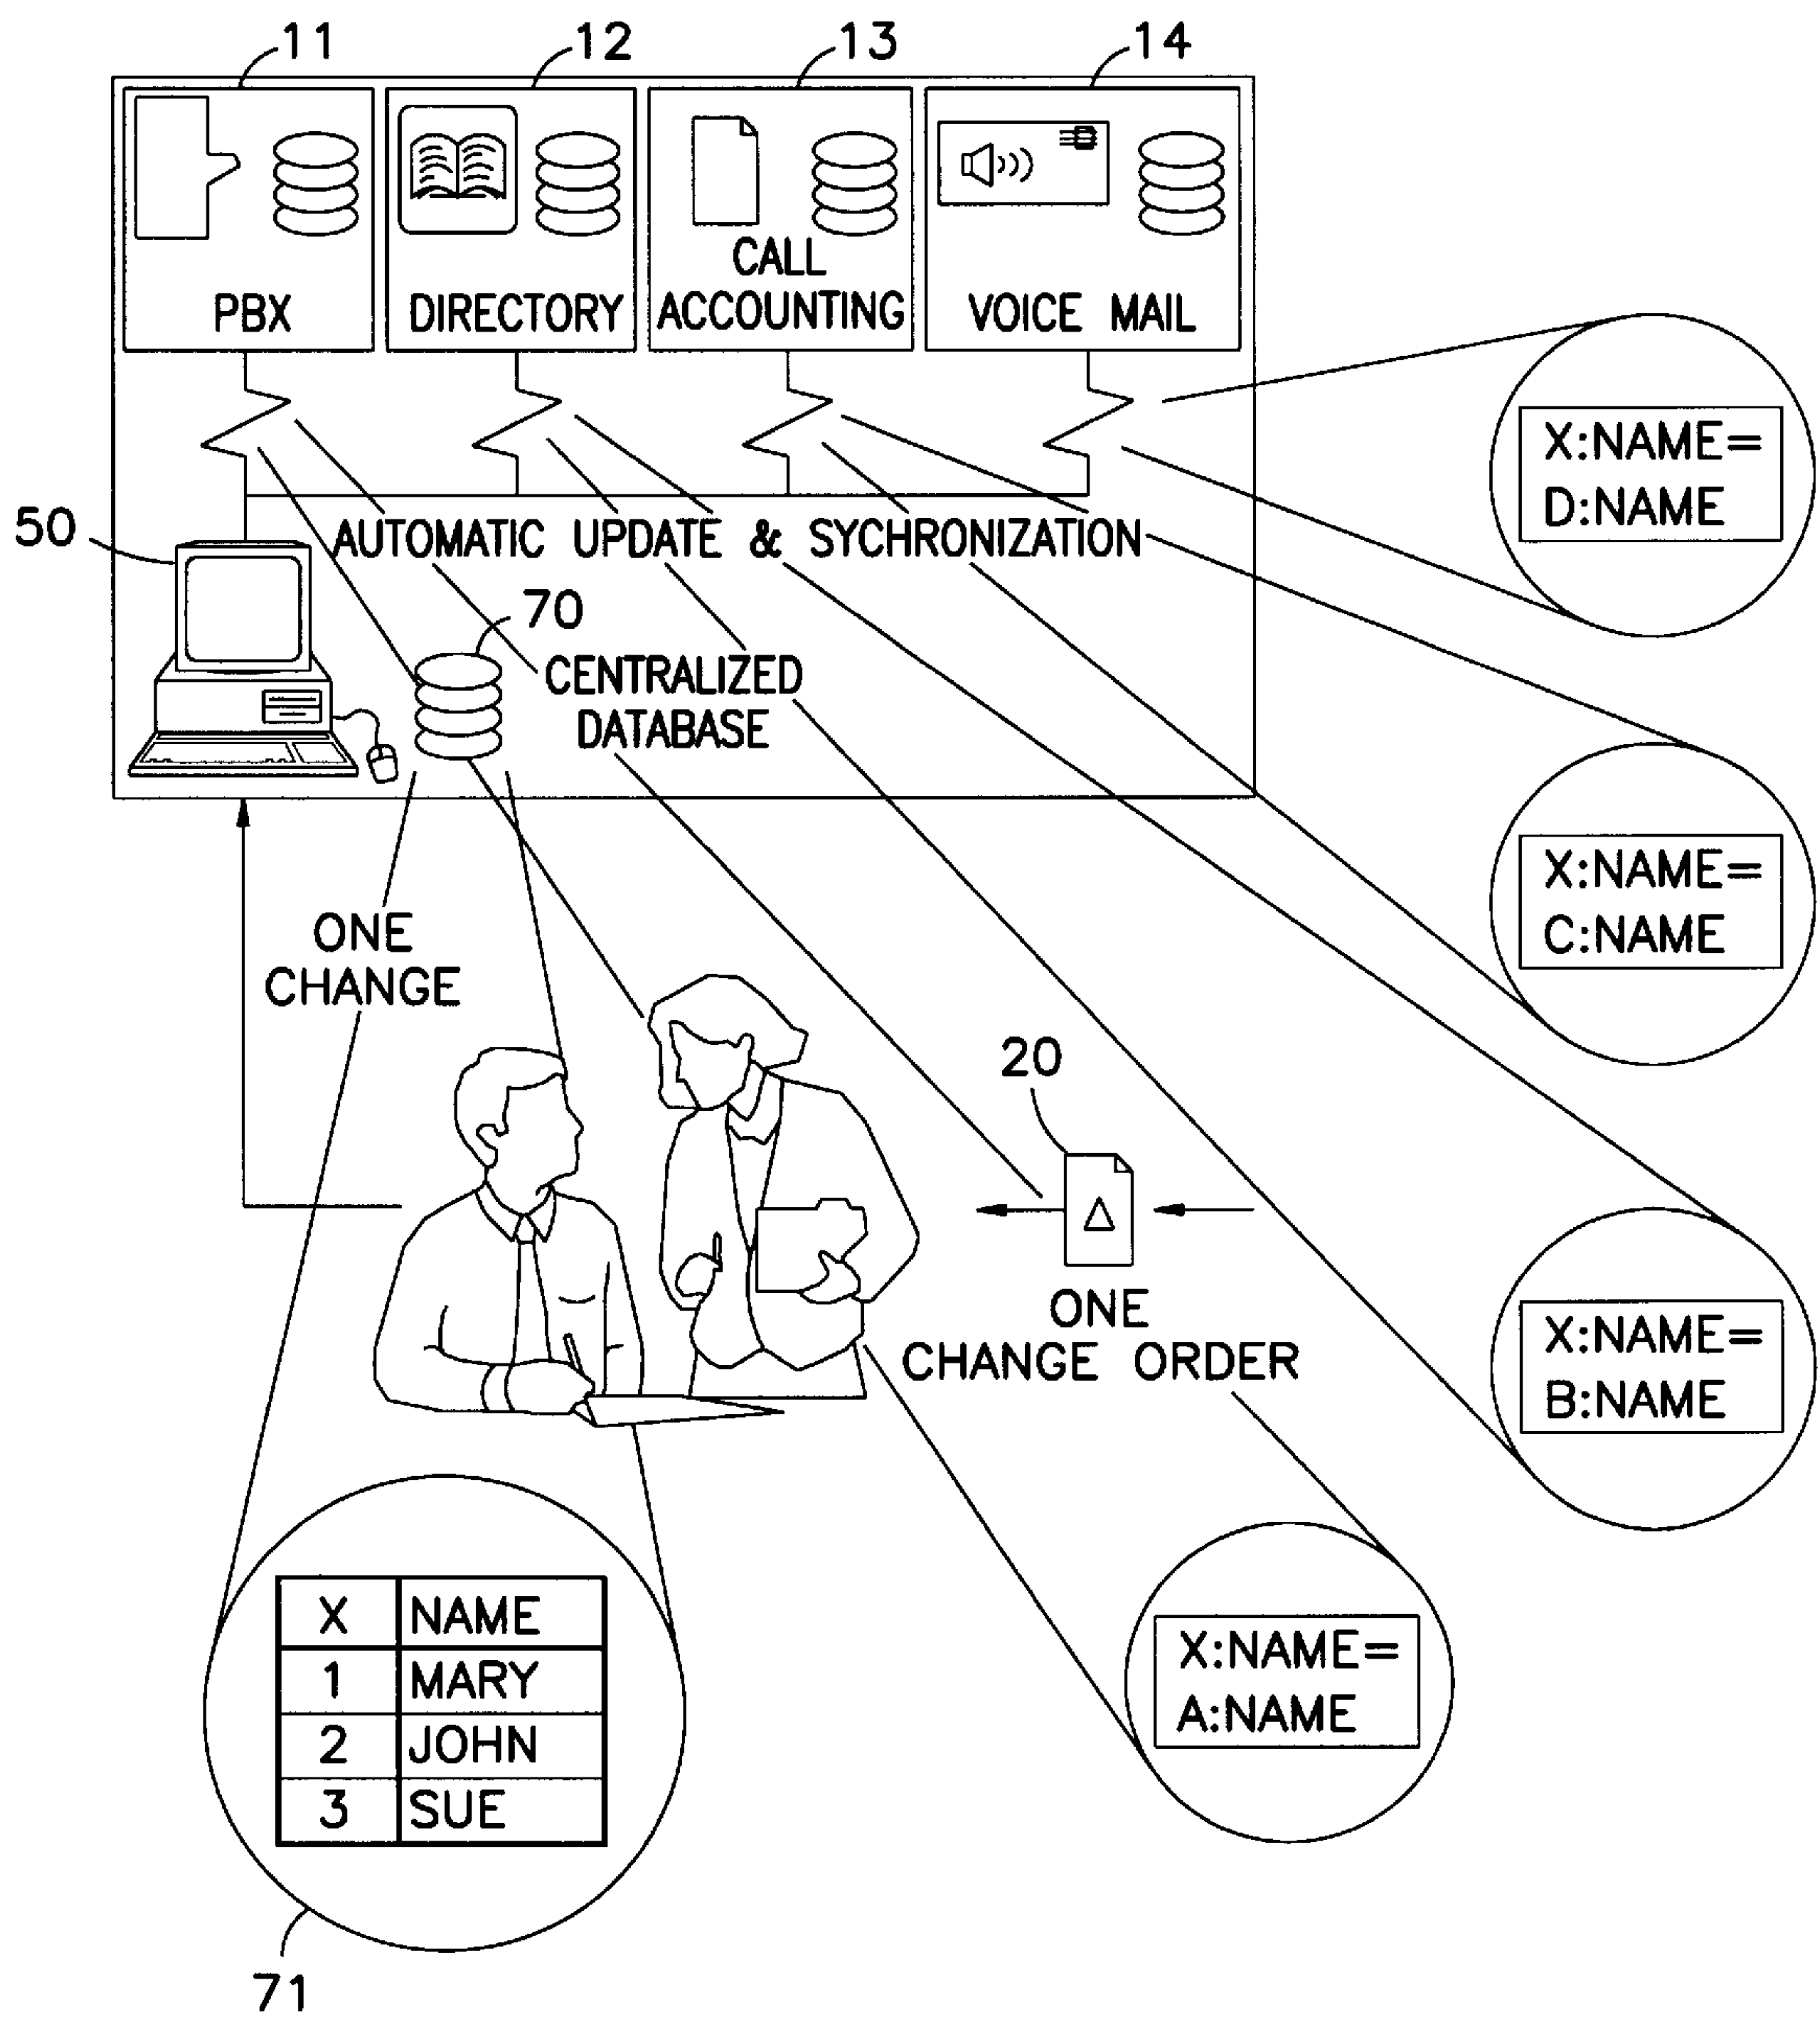 11
12
13
14
PBX
DIRECTORY
CALL
ACCOUNTING
VOICE MAIL
X:NAME=
D:NAME
50
AUTOMATIC UPDATE & SYCHRONIZATION
70
CENTRALIZED
DATABASE
X:NAME=
C:NAME
ONE
CHANGE
20
ONE
CHANGE ORDER
X:NAME=
B:NAME
X NAME
1 MARY
2 JOHN
3 SUE
X:NAME=
A:NAME
71